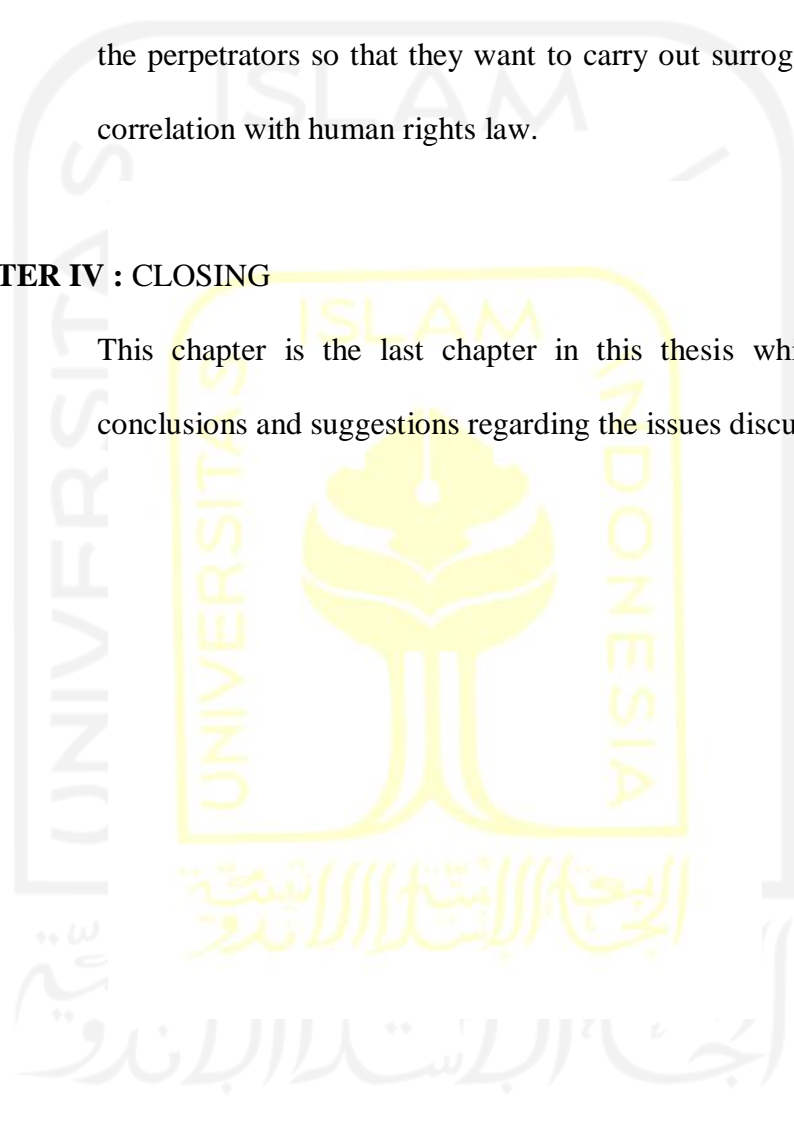 the perpetrators so that they want to carry out surrog
correlation with human rights law.
TER IV : CLOSING
This chapter is the last chapter in this thesis whi
conclusions and suggestions regarding the issues discu
ISLAM
UNIVERSITAS
INDONESIA